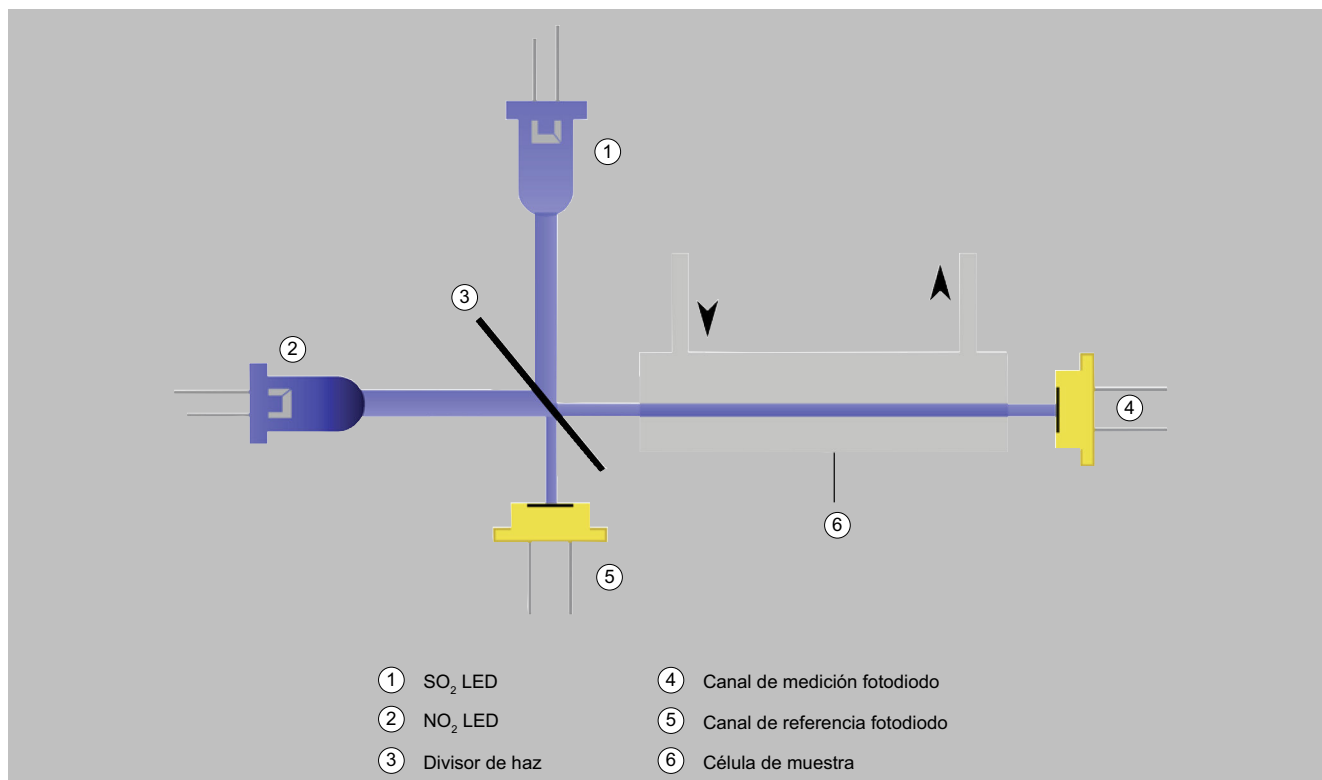 1
3
2
4
6
5
1 SO₂ LED
2 NO₂ LED
3 Divisor de haz
4 Canal de medición fotodiodo
5 Canal de referencia fotodiodo
6 Célula de muestra